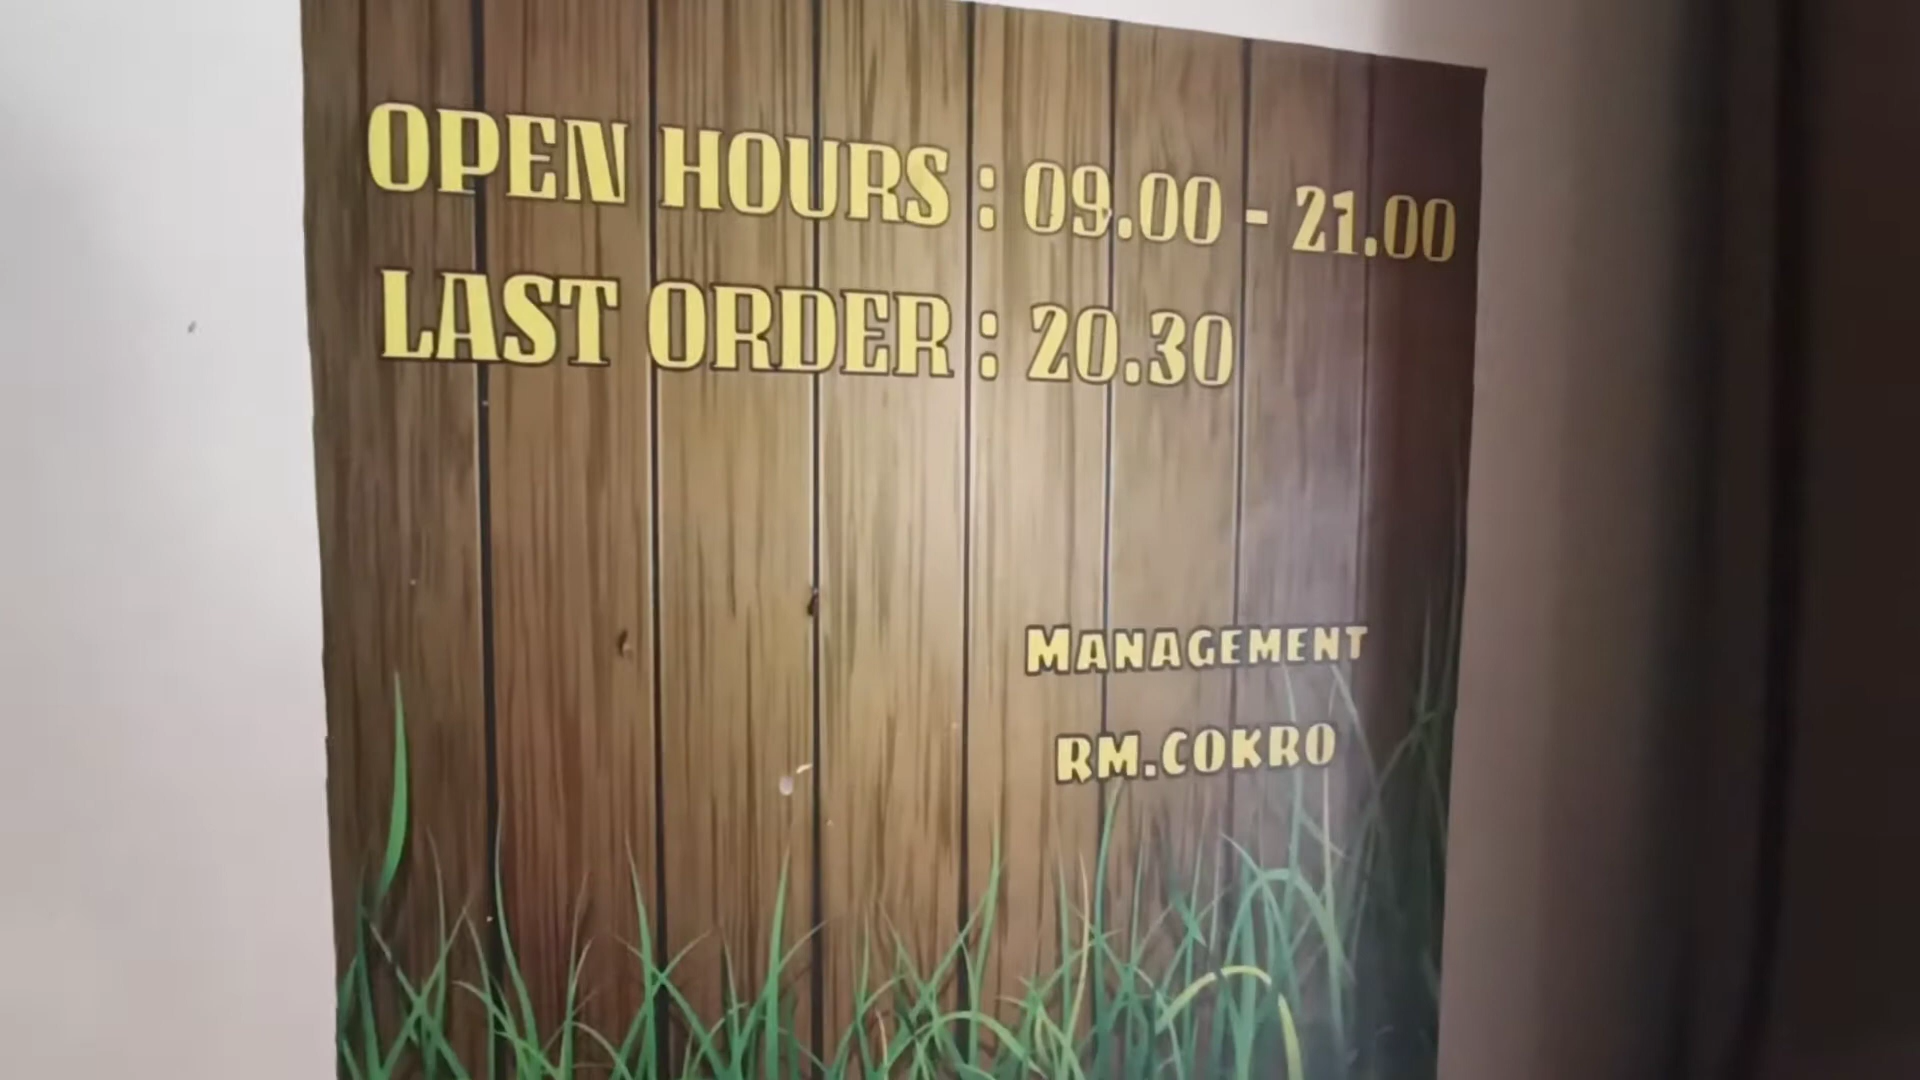 OPEN HOURS : 09.00 - 21.00
LAST ORDER : 20.30
MANAGEMENT
RM.COKRO